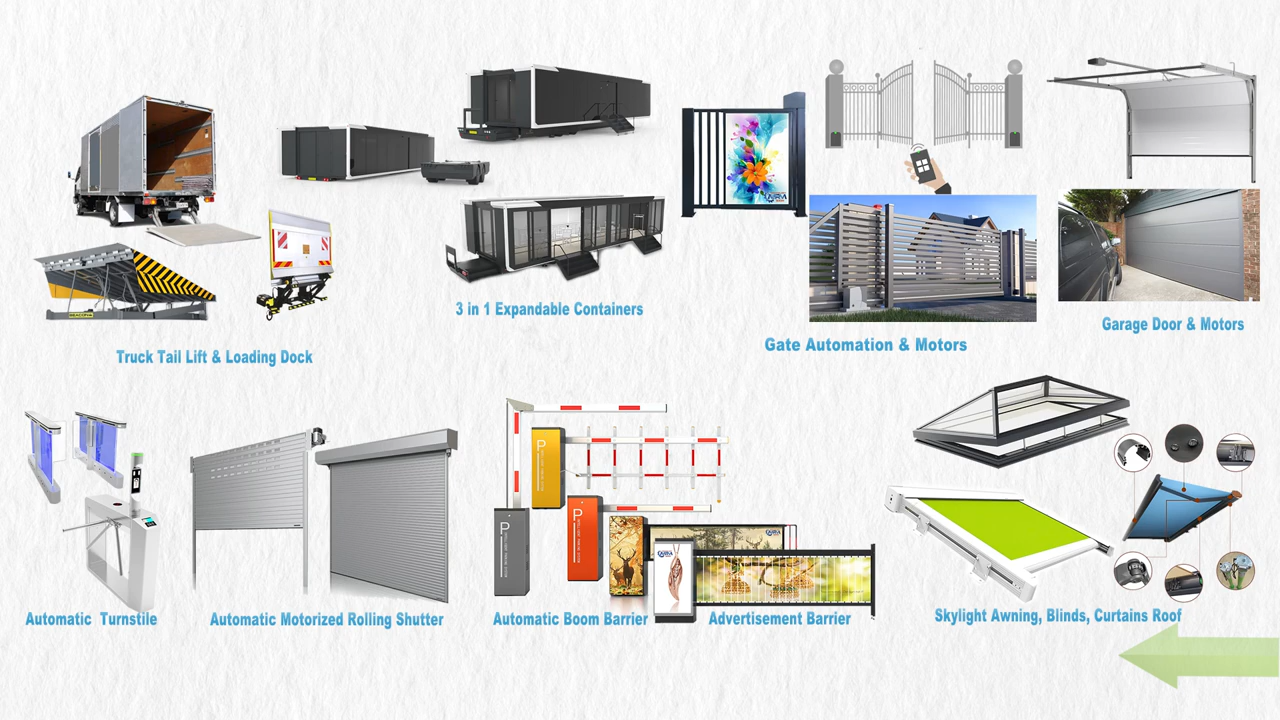 3 in 1 Expandable Containers
Garage Door & Motors
Gate Automation & Motors
Truck Tail Lift & Loading Dock
P
P
P
Automatic Turnstile
Automatic Motorized Rolling Shutter
Automatic Boom Barrier
Advertisement Barrier
Skylight Awning, Blinds, Curtains Roof